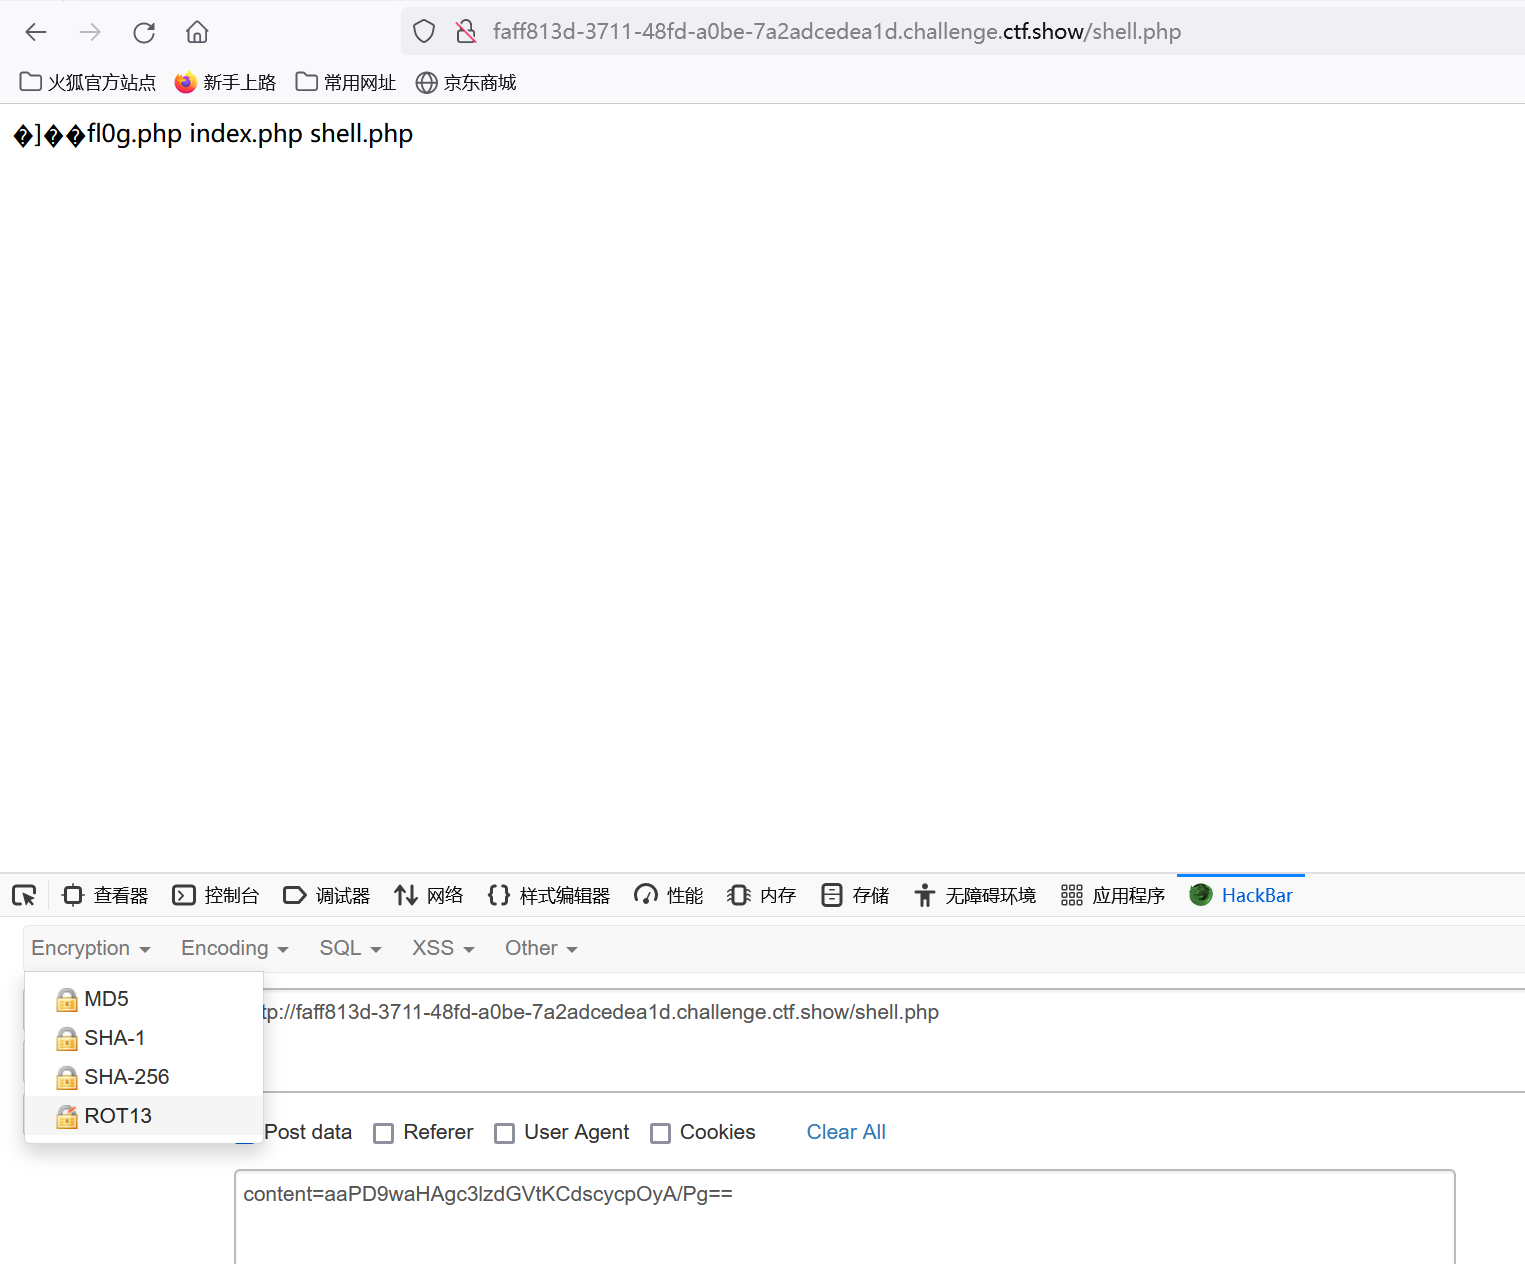 faff813d-3711-48fd-a0be-7a2adcedea1d.challenge.ctf.show/shell.php
火狐官方站点 新手上路 常用网址 京东商城
�]��fl0g.php index.php shell.php
查看器 控制台 调试器 网络 样式编辑器 性能 内存 存储 无障碍环境 应用程序 HackBar
Encryption Encoding SQL XSS Other
MD5
tp://faff813d-3711-48fd-a0be-7a2adcedea1d.challenge.ctf.show/shell.php
SHA-1
SHA-256
ROT13
Post data Referer User Agent Cookies Clear All
content=aaPD9waHAgc3lzdGVtKCdscycpOyA/Pg==